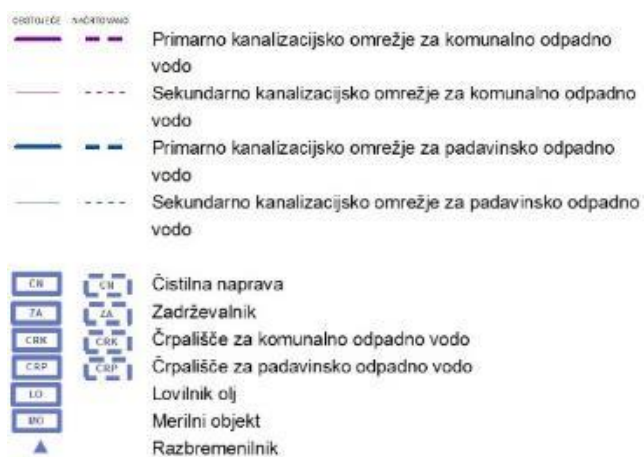 OBSTOJEČE NAČRTOVANO
Primarno kanalizacijsko omrežje za komunalno odpadno
vodo
Sekundarno kanalizacijsko omrežje za komunalno odpadno
vodo
Primarno kanalizacijsko omrežje za padavinsko odpadno
vodo
Sekundarno kanalizacijsko omrežje za padavinsko odpadno
vodo
CN CN Čistilna naprava
ZA ZA Zadrževalnik
CRK CRK Črpališče za komunalno odpadno vodo
CRP CRP Črpališče za padavinsko odpadno vodo
LO Lovilnik olj
MO Merilni objekt
Razbremenilnik